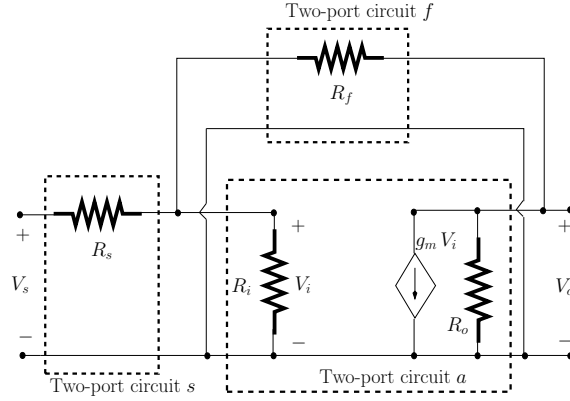 Two-port circuit f
R_f
+
R_s
+
g_m V_i
+
V_s
R_i
V_i
R_o
V_o
−
−
−
Two-port circuit s
Two-port circuit a